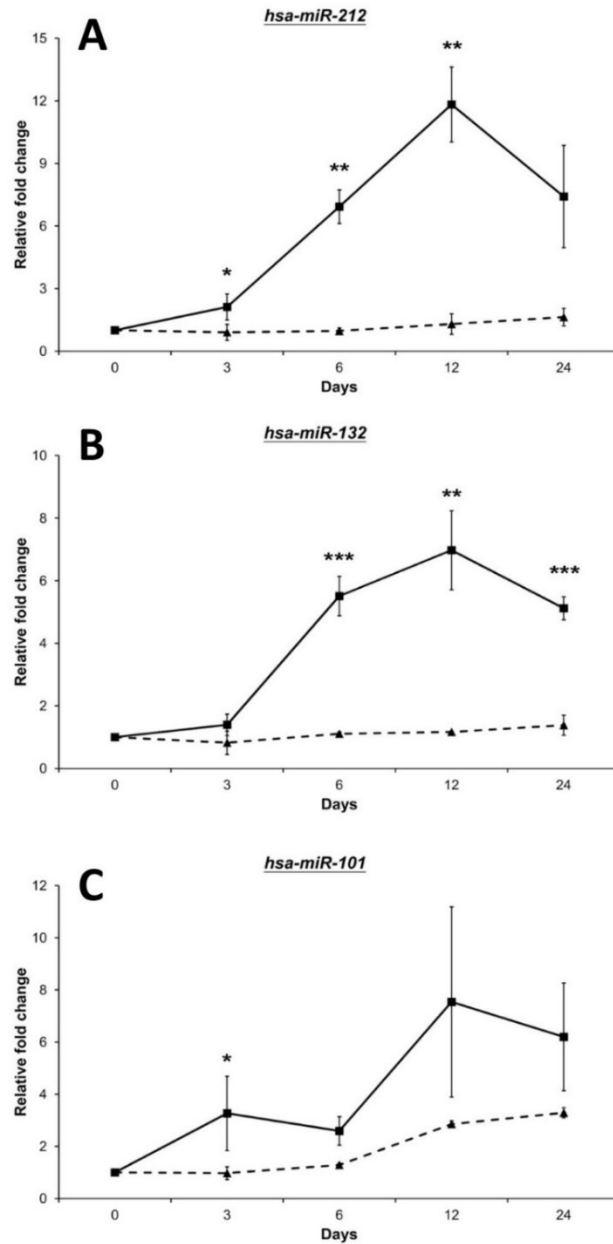 A
hsa-miR-212
15
12
9
6
3
0
Relative fold change
*
**
**
0 3 6 12 24
Days
B
hsa-miR-132
10
8
6
4
2
0
Relative fold change
***
**
***
0 3 6 12 24
Days
C
hsa-miR-101
12
10
8
6
4
2
0
Relative fold change
*
0 3 6 12 24
Days